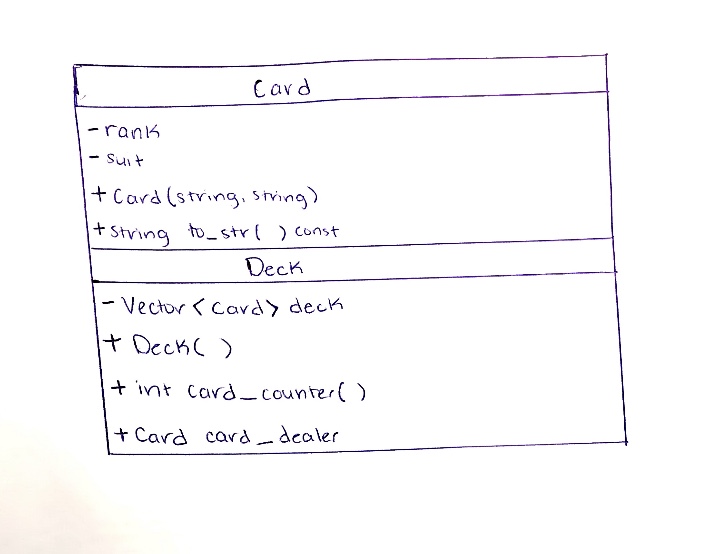 Card
- rank
- suit
+ Card(string, string)
+ String to_str( ) const
Deck
- Vector <Card> deck
+ Deck( )
+ int card_counter( )
+ Card card_dealer